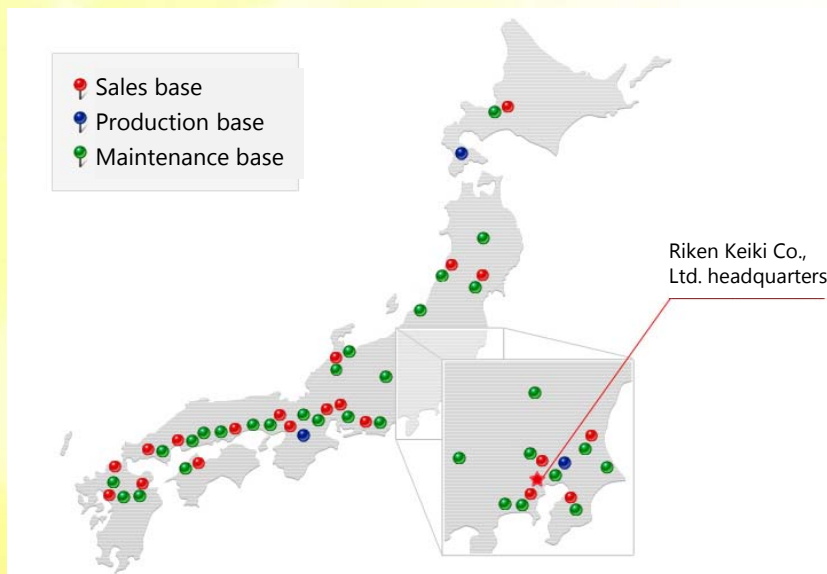 Sales base
Production base
Maintenance base
Riken Keiki Co.,
Ltd. headquarters